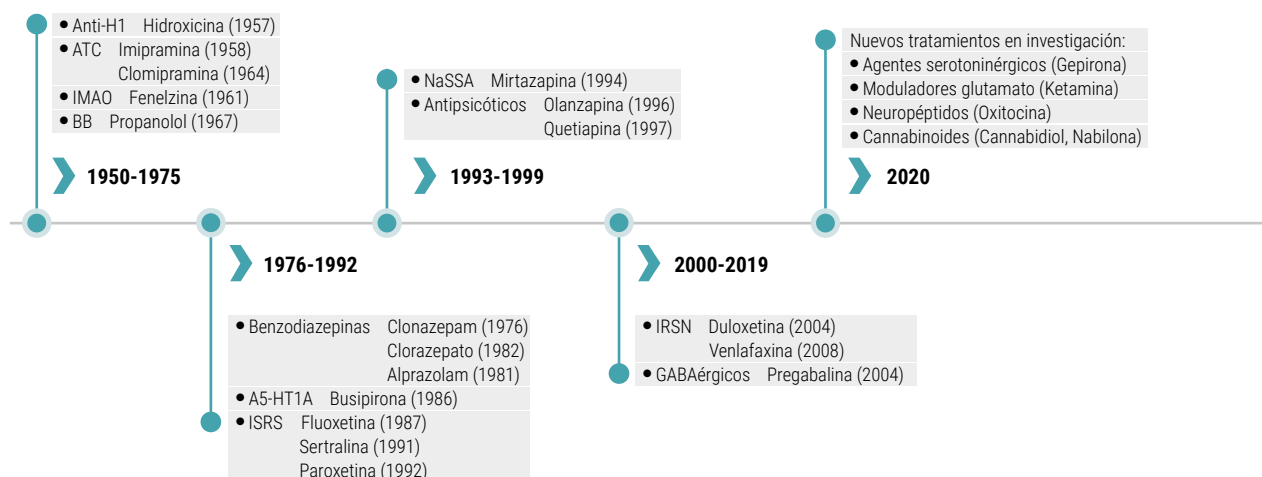 ● Anti-H1 Hidroxicina (1957)
● ATC Imipramina (1958)
Clomipramina (1964)
● IMAO Fenelzina (1961)
● BB Propanolol (1967)
1950-1975
1976-1992
● Benzodiazepinas Clonazepam (1976)
Clorazepato (1982)
Alprazolam (1981)
● A5-HT1A Busipirona (1986)
● ISRS Fluoxetina (1987)
Sertralina (1991)
Paroxetina (1992)
● NaSSA Mirtazapina (1994)
● Antipsicóticos Olanzapina (1996)
Quetiapina (1997)
1993-1999
2000-2019
● IRSN Duloxetina (2004)
Venlafaxina (2008)
● GABAérgicos Pregabalina (2004)
Nuevos tratamientos en investigación:
● Agentes serotoninérgicos (Gepirona)
● Moduladores glutamato (Ketamina)
● Neuropéptidos (Oxitocina)
● Cannabinoides (Cannabidiol, Nabilona)
2020